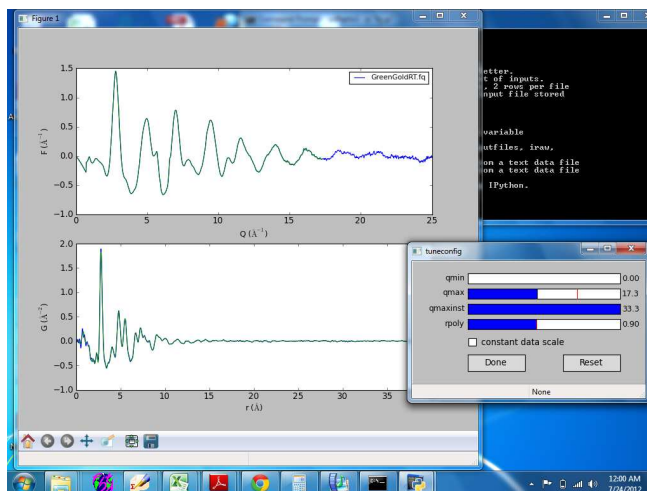 Figure 1
GreenGoldRT.fq
1.5
1.0
0.5
0.0
−0.5
−1.0
F (Å⁻¹)
0 5 10 15 20 25
Q (Å⁻¹)
2.0
1.5
1.0
0.5
0.0
−0.5
−1.0
G (Å⁻²)
0 5 10 15 20 25 30 35
r (Å)
etter.
t of inputs.
, 2 rows per file
nput file stored
variable
utfiles, iraw,
om a text data file
om a text data file
IPython.
tuneconfig
qmin 0.00
qmax 17.3
qmaxinst 33.3
rpoly 0.90
constant data scale
Done Reset
None
12:00 AM
7/24/2012